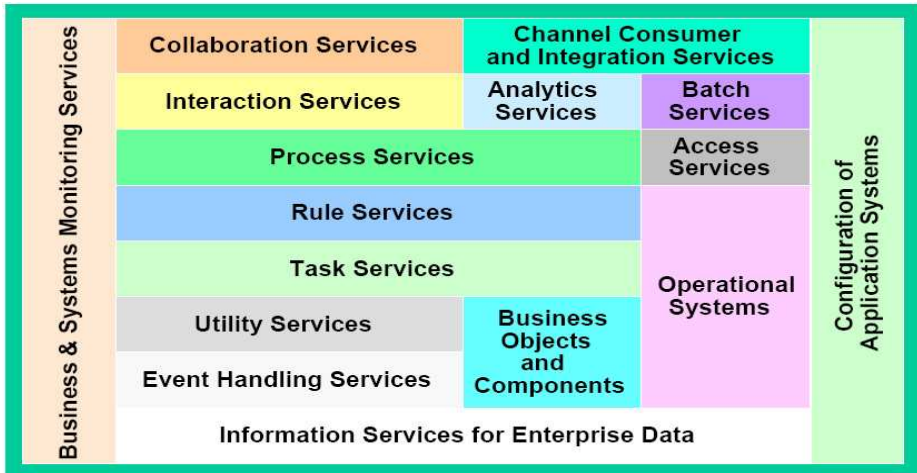 Business & Systems Monitoring Services
Collaboration Services
Channel Consumer
and Integration Services
Interaction Services
Analytics
Services
Batch
Services
Process Services
Access
Services
Rule Services
Task Services
Operational
Systems
Utility Services
Business
Objects
and
Components
Event Handling Services
Information Services for Enterprise Data
Configuration of
Application Systems